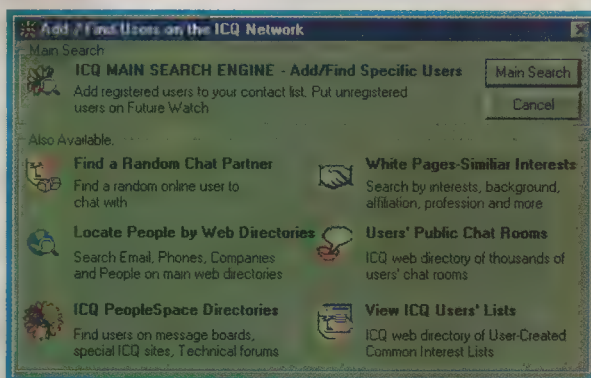 Add / Find Users on the ICQ Network
Main Search
ICQ MAIN SEARCH ENGINE - Add/Find Specific Users
Add registered users to your contact list. Put unregistered
users on Future Watch
Main Search
Cancel
Also Available.
Find a Random Chat Partner
Find a random online user to
chat with
White Pages-Similiar Interests
Search by interests, background,
affiliation, profession and more
Locate People by Web Directories
Search Email, Phones, Companies
and People on main web directories
Users' Public Chat Rooms
ICQ web directory of thousands of
users' chat rooms
ICQ PeopleSpace Directories
Find users on message boards,
special ICQ sites, Technical forums
View ICQ Users' Lists
ICQ web directory of User-Created
Common Interest Lists